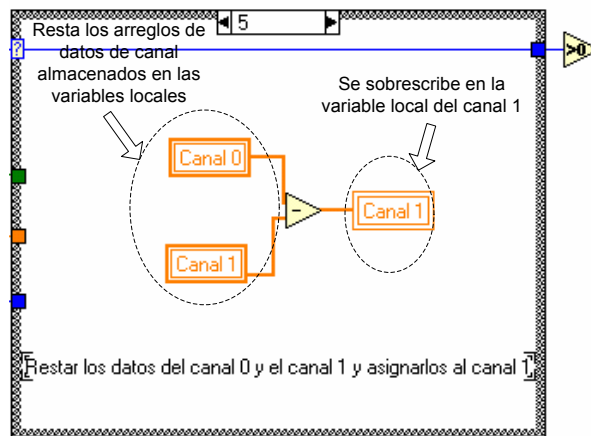 5
Resta los arreglos de
datos de canal
almacenados en las
variables locales
?
>0
Se sobrescribe en la
variable local del canal 1
Canal 0
-
Canal 1
Canal 1
Restar los datos del canal 0 y el canal 1 y asignarlos al canal 1